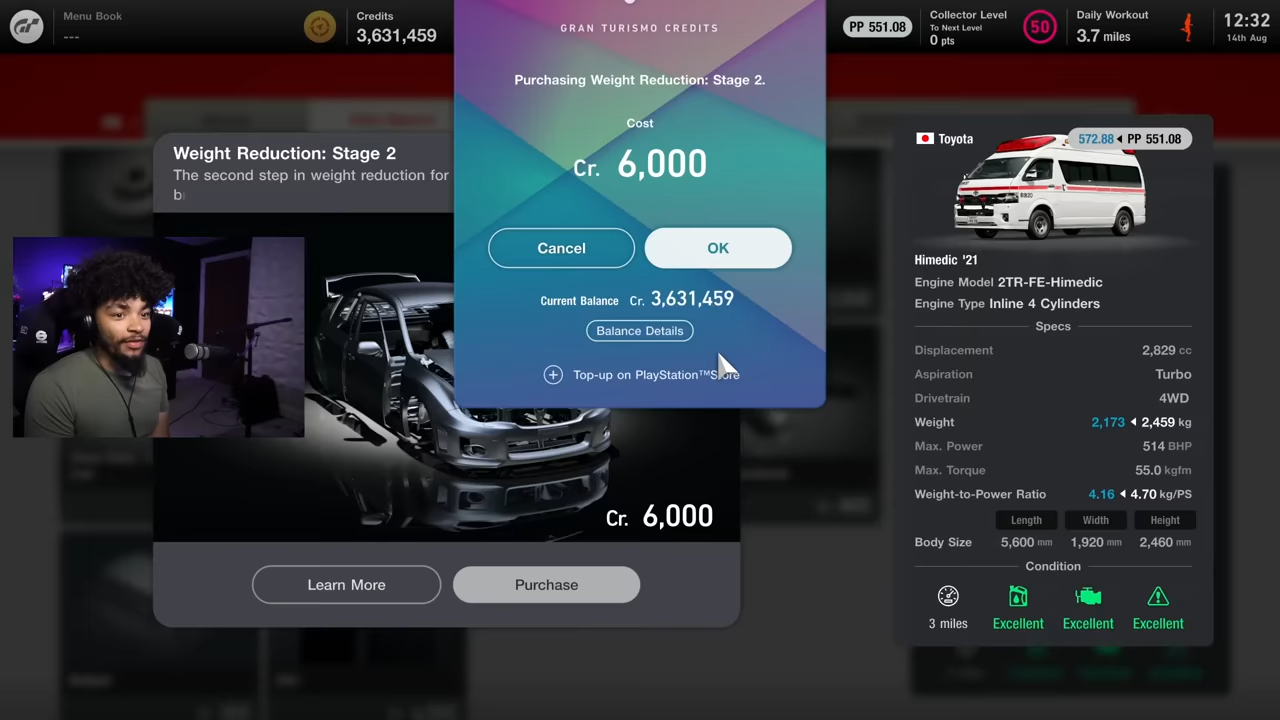 Menu Book
---
Credits
3,631,459
PP 551.08
Collector Level
To Next Level
0 pts
50
Daily Workout
3.7 miles
12:32
14th Aug
GRAN TURISMO CREDITS
Purchasing Weight Reduction: Stage 2.
Cost
Cr. 6,000
Cancel
OK
Current Balance Cr. 3,631,459
Balance Details
Top-up on PlayStation™Store
Weight Reduction: Stage 2
The second step in weight reduction for
b
Cr. 6,000
Learn More
Purchase
Toyota
572.88 PP 551.08
Himedic '21
Engine Model 2TR-FE-Himedic
Engine Type Inline 4 Cylinders
Specs
Displacement 2,829 cc
Aspiration Turbo
Drivetrain 4WD
Weight 2,173 2,459 kg
Max. Power 514 BHP
Max. Torque 55.0 kgfm
Weight-to-Power Ratio 4.16 4.70 kg/PS
Length Width Height
Body Size 5,600 mm 1,920 mm 2,460 mm
Condition
3 miles Excellent Excellent Excellent